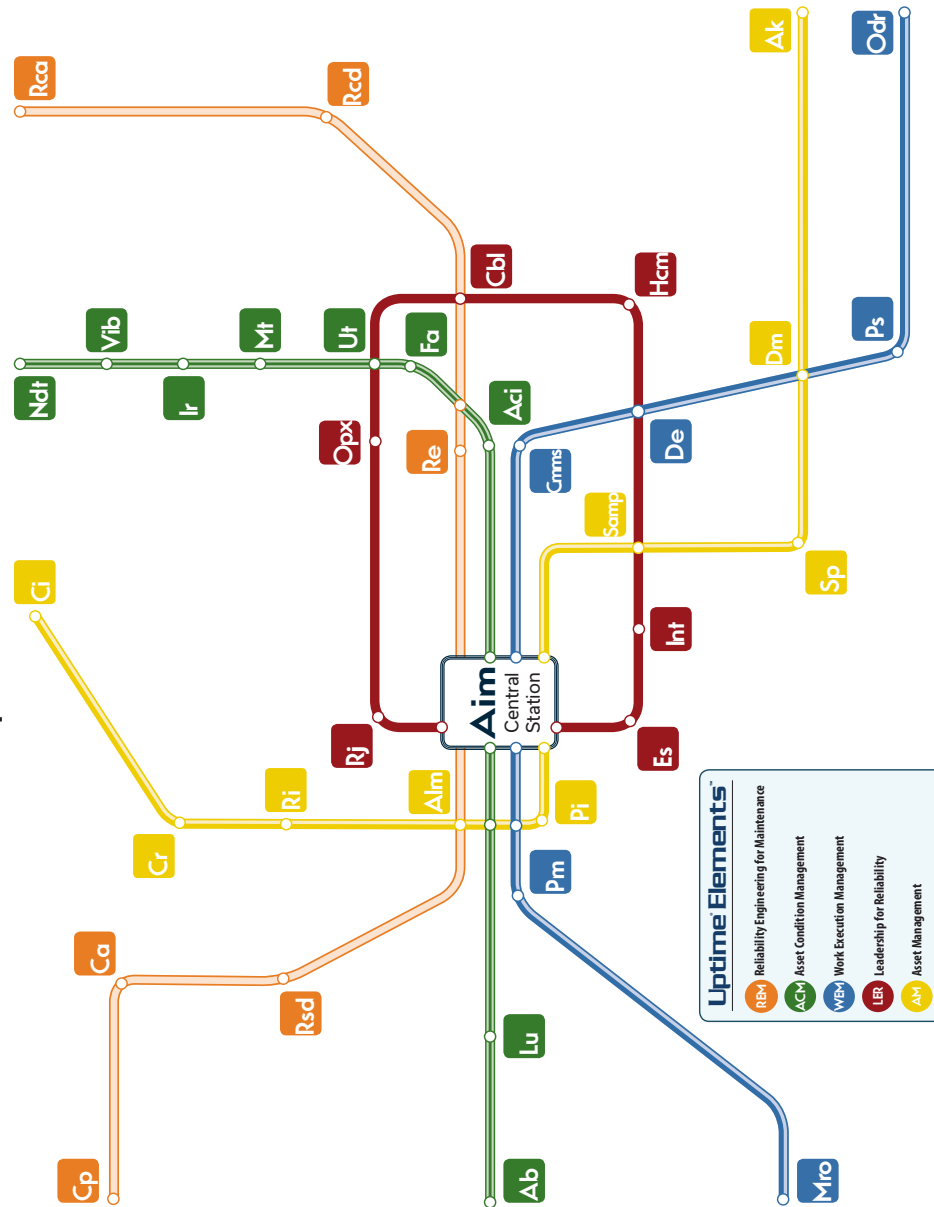 Rca
Rcd
Cbl
Re
Rsd
Ca
Cp
Ndt
Vib
Ir
Mt
Ut
Fa
Aci
Lu
Ab
Ci
Cr
Ri
Alm
Pi
Samp
Sp
Dm
Ak
Odr
Ps
De
Cmms
Pm
Mro
Opx
Rj
Hcm
Int
Es
Aim
Central
Station
Uptime® Elements™
REM Reliability Engineering for Maintenance
ACM Asset Condition Management
WEM Work Execution Management
LER Leadership for Reliability
AM Asset Management